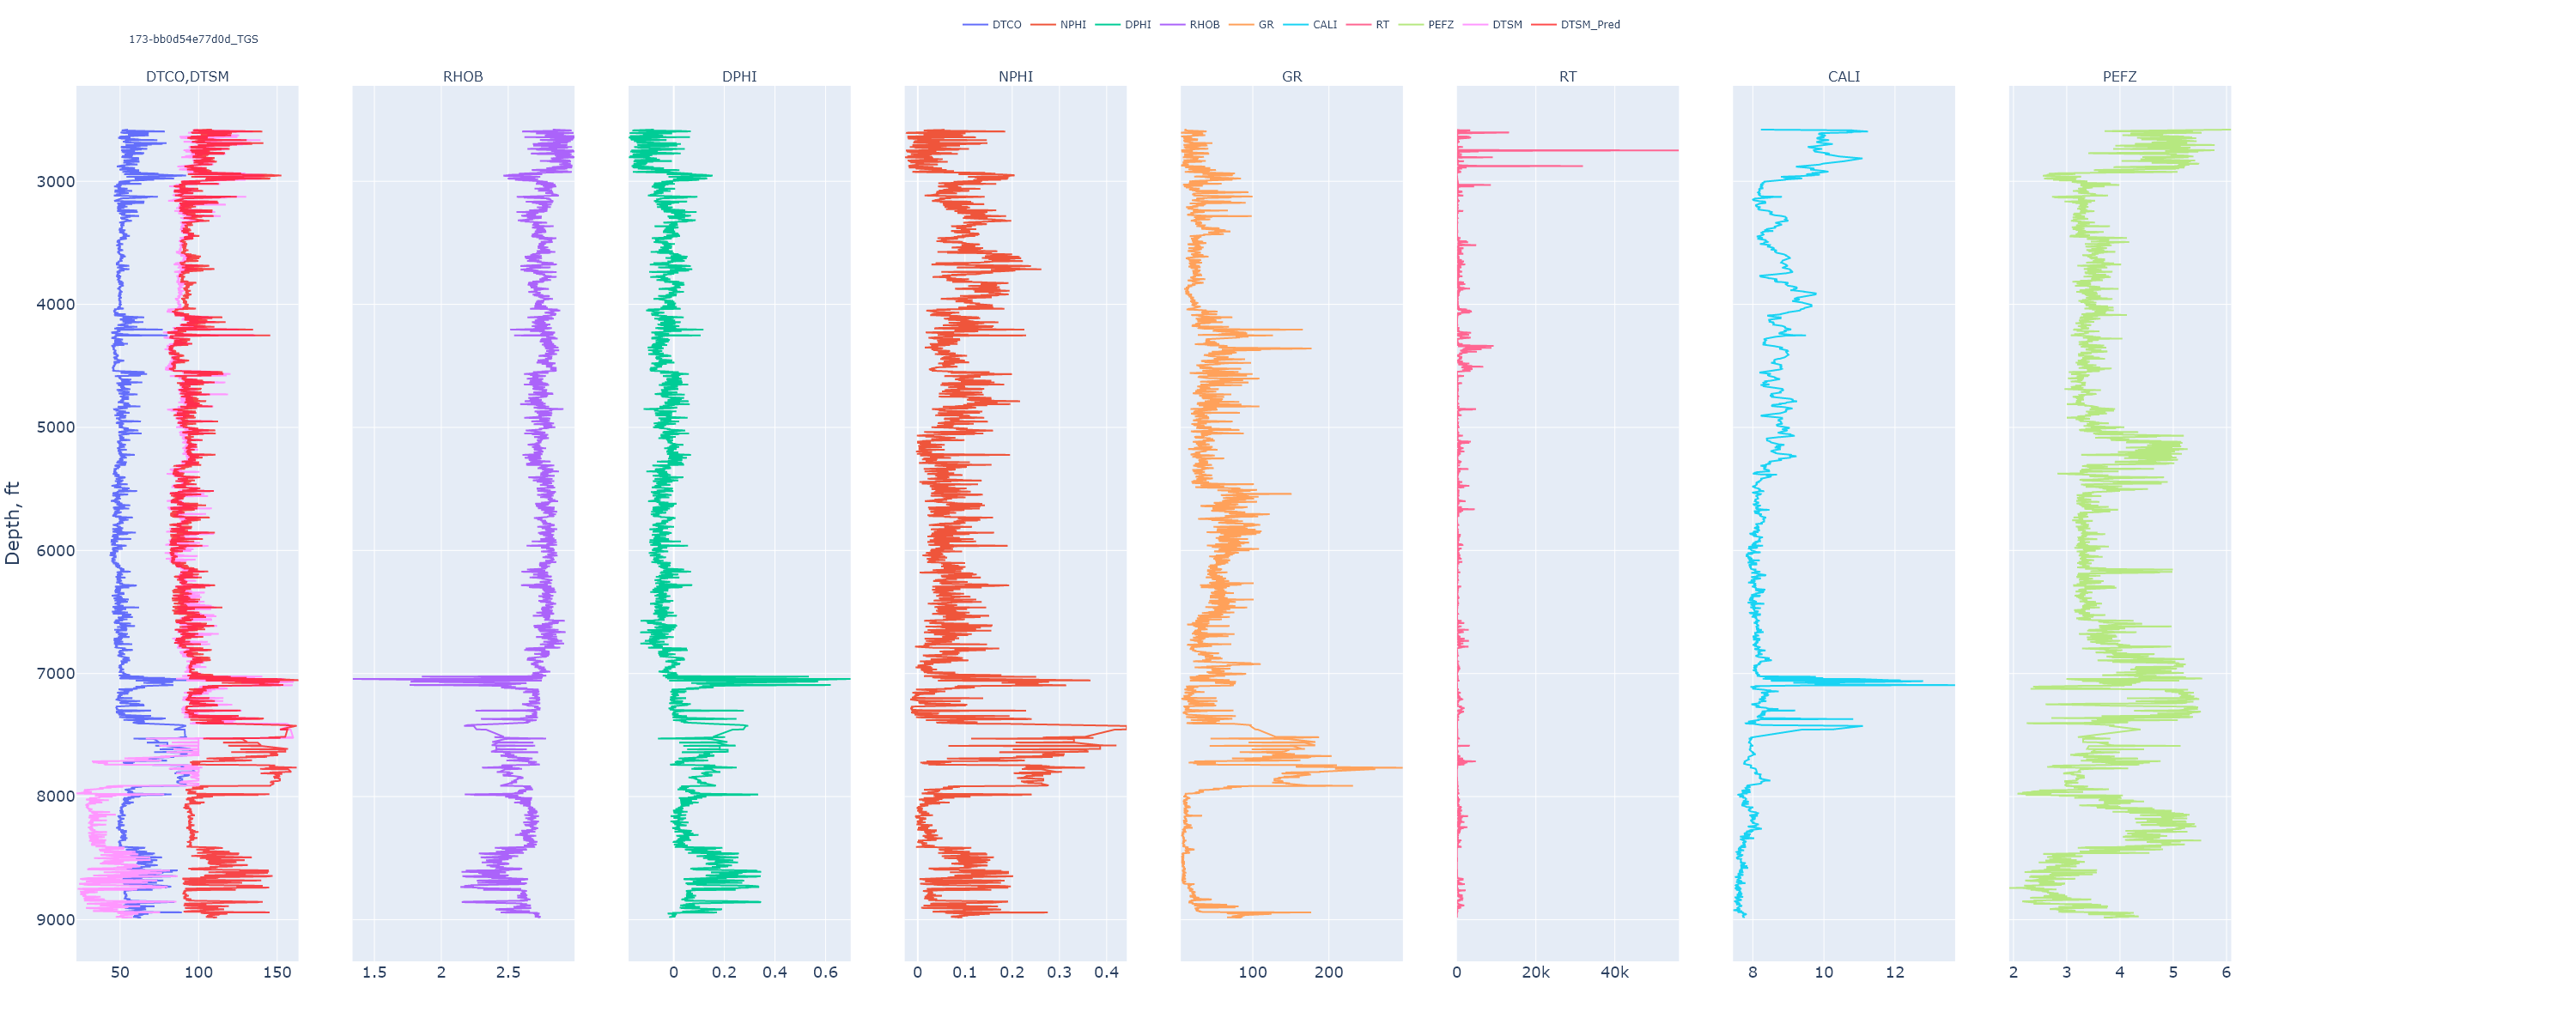 DTCO NPHI DPHI RHOB GR CALI RT PEFZ DTSM DTSM_Pred
173-bb0d54e77d0d_TGS
DTCO,DTSM RHOB DPHI NPHI GR RT CALI PEFZ
3000
4000
5000
6000
7000
8000
9000
Depth, ft
50 100 150 1.5 2 2.5 0 0.2 0.4 0.6 0 0.1 0.2 0.3 0.4 100 200 0 20k 40k 8 10 12 2 3 4 5 6